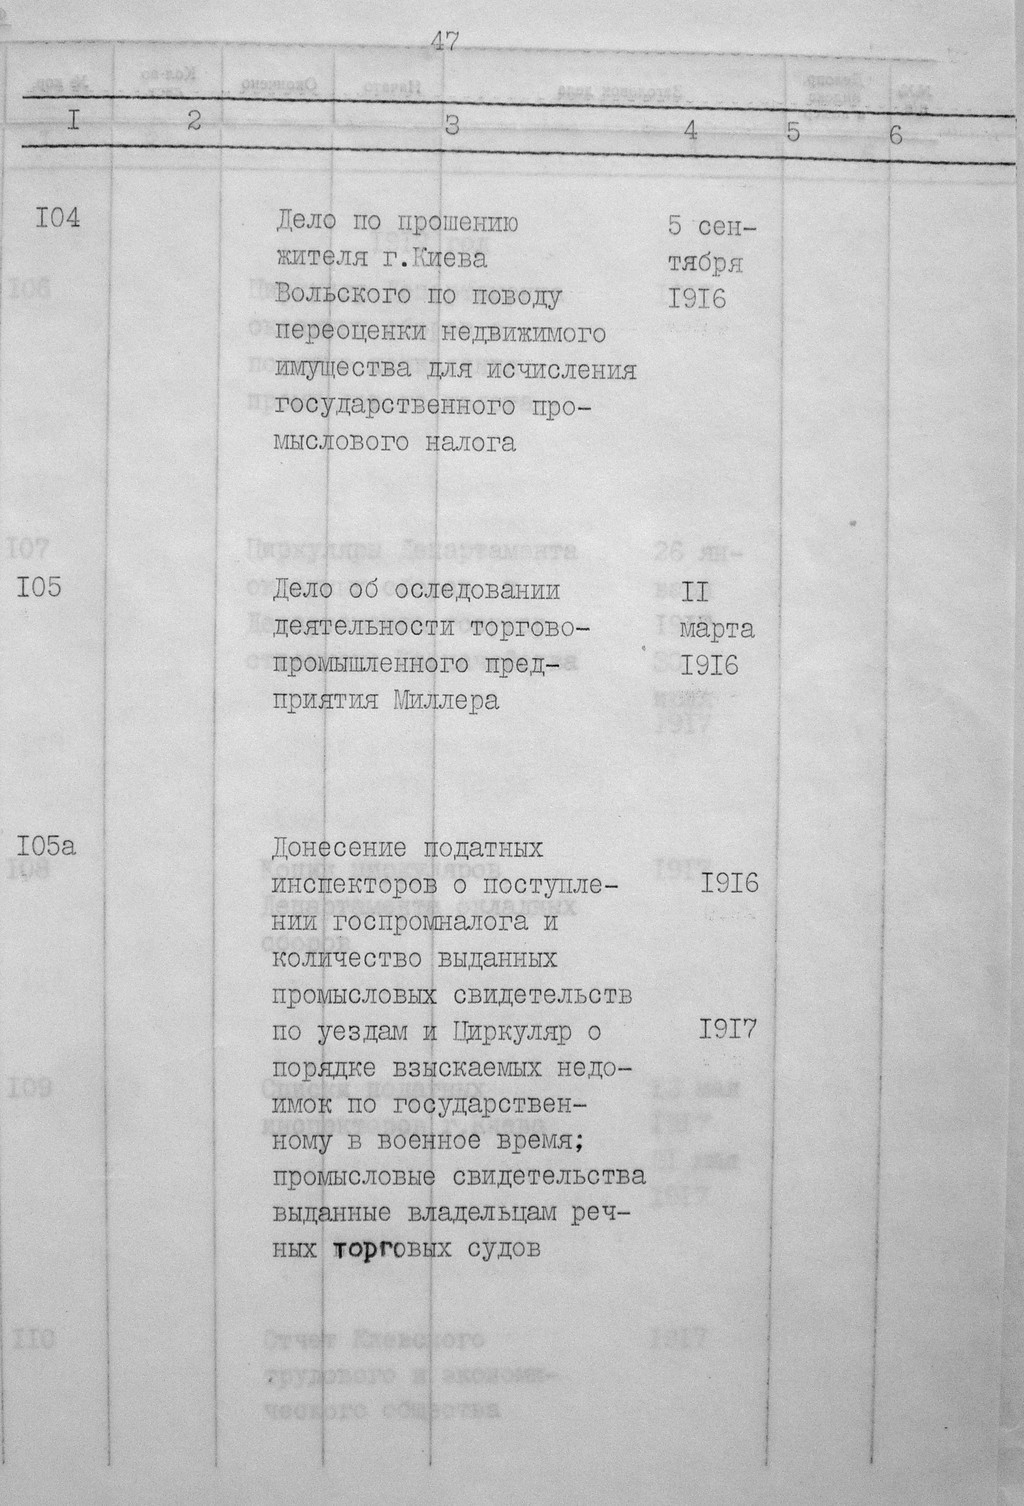 47
I 2 3 4 5 6
I04 Дело по прошению 5 сен-
жителя г.Киева тября
Вольского по поводу I9I6
переоценки недвижимого
имущества для исчисления
государственного про-
мыслового налога
I05 Дело об оследовании II
деятельности торгово- марта
промышленного пред- I9I6
приятия Миллера
I05а Донесение податных
инспекторов о поступле- I9I6
нии госпромналога и
количество выданных
промысловых свидетельств
по уездам и Циркуляр о I9I7
порядке взыскаемых недо-
имок по государствен-
ному в военное время;
промысловые свидетельства
выданные владельцам реч-
ных торговых судов